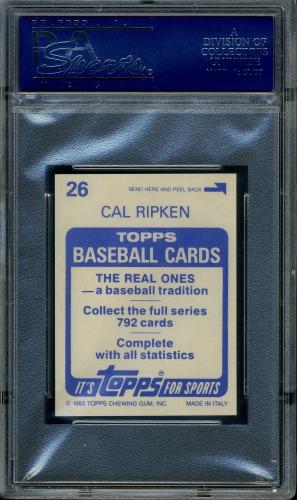 A
DIVISION OF
COLLECTORS
UNIVERSE
26
BEND HERE AND PEEL BACK
CAL RIPKEN
TOPPS
BASEBALL CARDS
THE REAL ONES
—a baseball tradition
Collect the full series
792 cards
Complete
with all statistics
IT'S Topps® FOR SPORTS
© 1983 TOPPS CHEWING GUM, INC. MADE IN ITALY